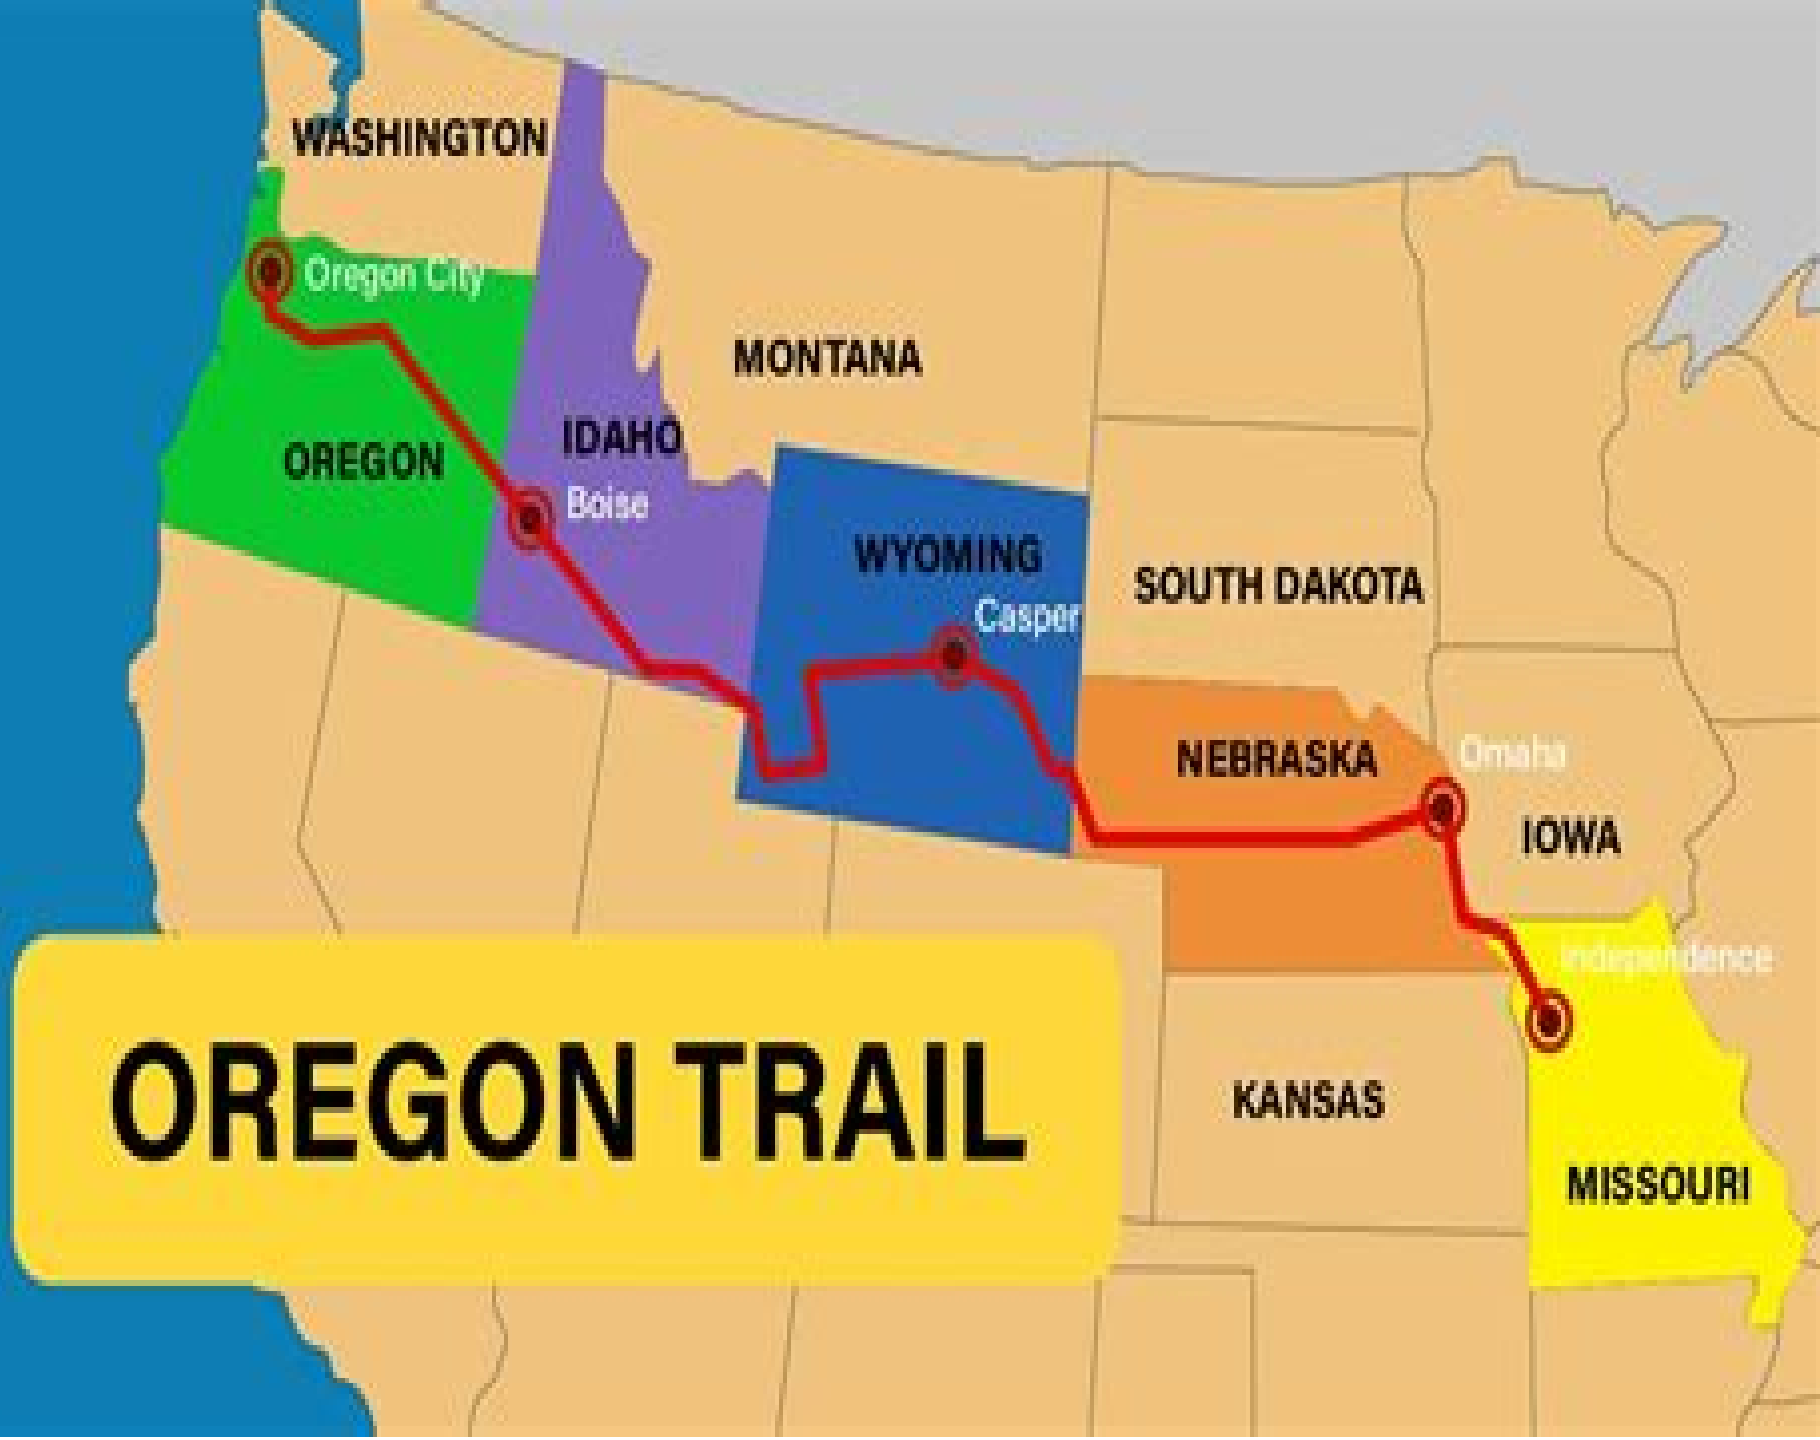 WASHINGTON
Oregon City
MONTANA
OREGON
IDAHO
Boise
WYOMING
Casper
SOUTH DAKOTA
NEBRASKA
Omaha
IOWA
Independence
OREGON TRAIL
KANSAS
MISSOURI